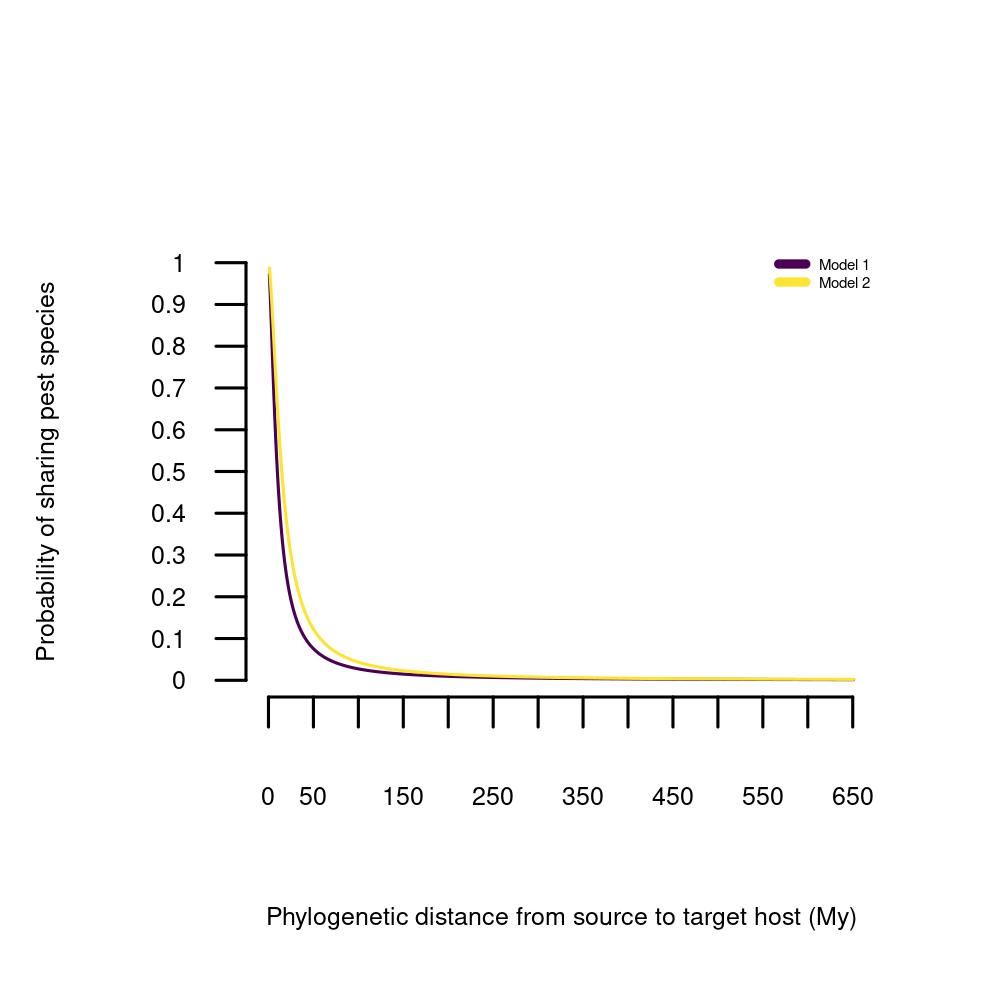 Model 1
Model 2
Probability of sharing pest species
1
0.9
0.8
0.7
0.6
0.5
0.4
0.3
0.2
0.1
0
0 50 150 250 350 450 550 650
Phylogenetic distance from source to target host (My)